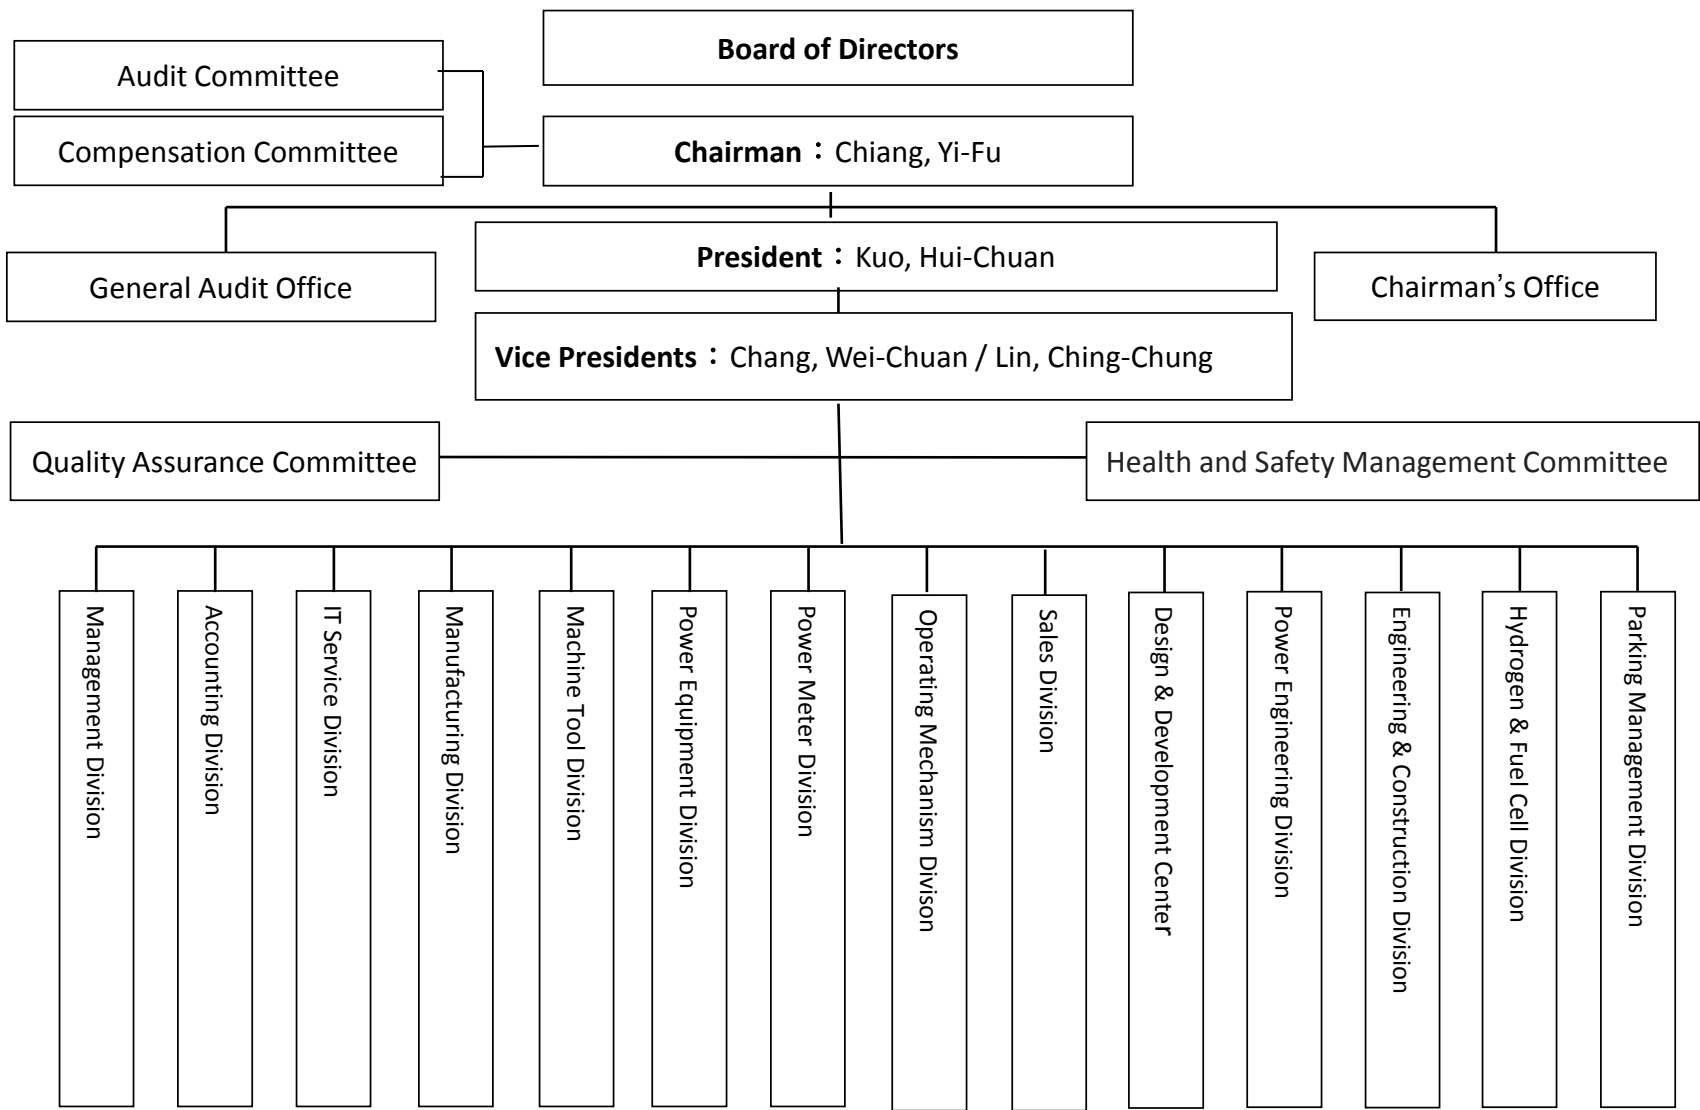 Board of Directors
Audit Committee
Compensation Committee
Chairman：Chiang, Yi-Fu
General Audit Office
President：Kuo, Hui-Chuan
Chairman’s Office
Vice Presidents：Chang, Wei-Chuan / Lin, Ching-Chung
Quality Assurance Committee
Health and Safety Management Committee
Management Division
Accounting Division
IT Service Division
Manufacturing Division
Machine Tool Division
Power Equipment Division
Power Meter Division
Operating Mechanism Divison
Sales Division
Design & Development Center
Power Engineering Division
Engineering & Construction Division
Hydrogen & Fuel Cell Division
Parking Management Division